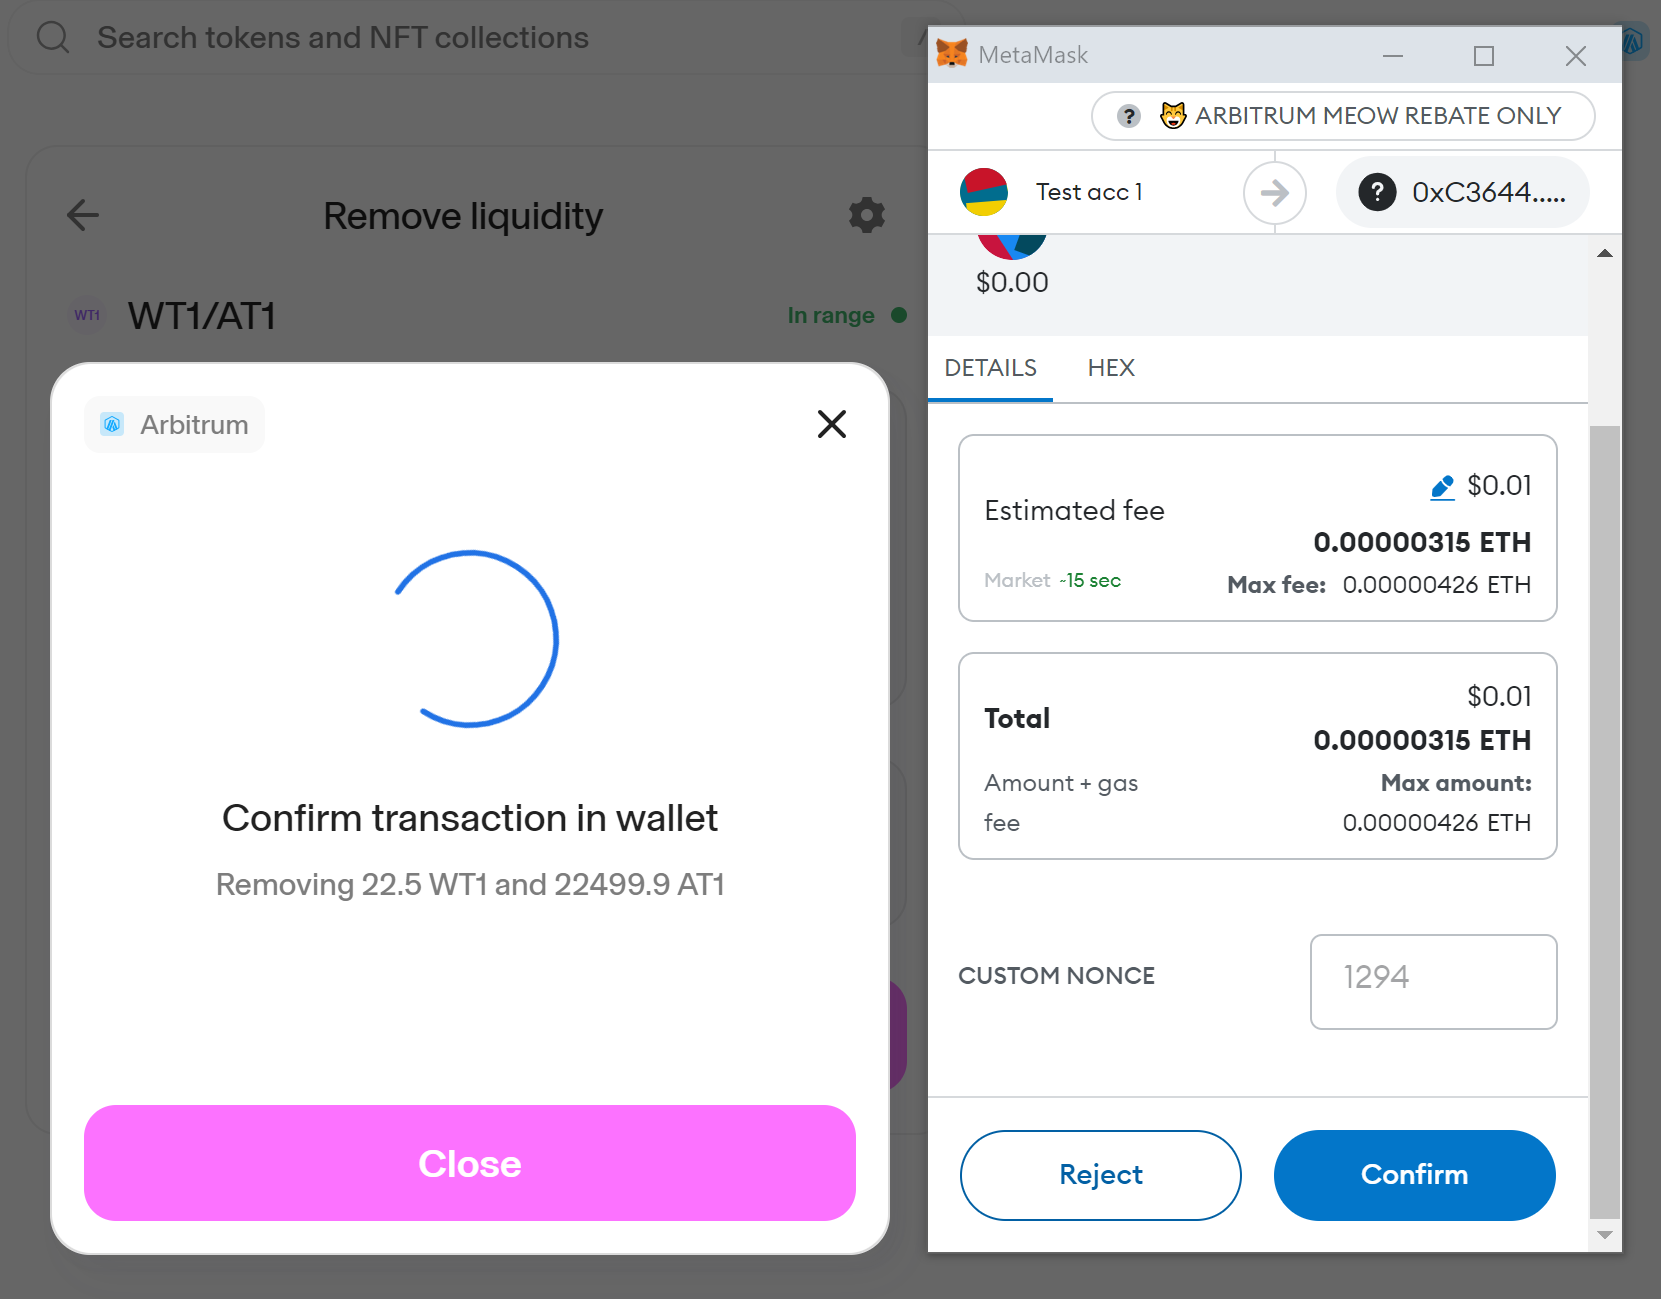 Search tokens and NFT collections
Remove liquidity
WT1
WT1/AT1
In range
Arbitrum
Confirm transaction in wallet
Removing 22.5 WT1 and 22499.9 AT1
Close
MetaMask
? 😸 ARBITRUM MEOW REBATE ONLY
Test acc 1
? 0xC3644.....
$0.00
DETAILS HEX
$0.01
Estimated fee
0.00000315 ETH
Market ~15 sec
Max fee: 0.00000426 ETH
$0.01
Total
0.00000315 ETH
Amount + gas fee
Max amount:
0.00000426 ETH
CUSTOM NONCE
1294
Reject
Confirm